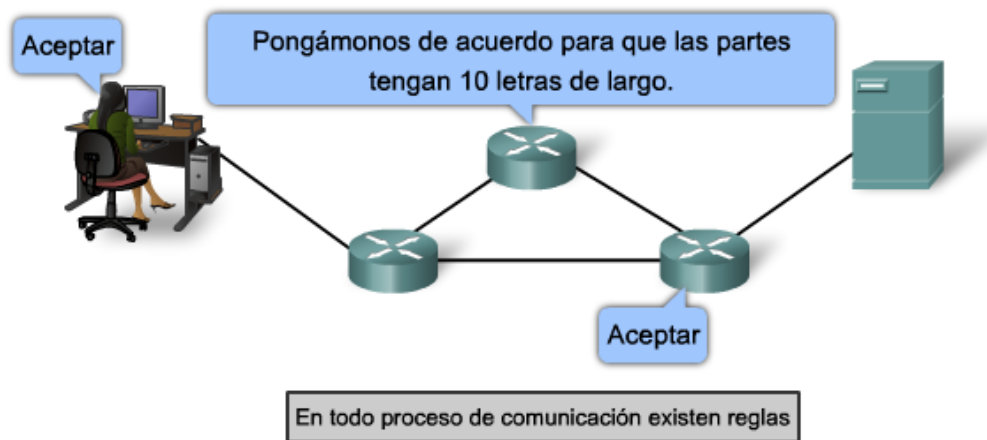 Aceptar
Pongámonos de acuerdo para que las partes
tengan 10 letras de largo.
Aceptar
En todo proceso de comunicación existen reglas